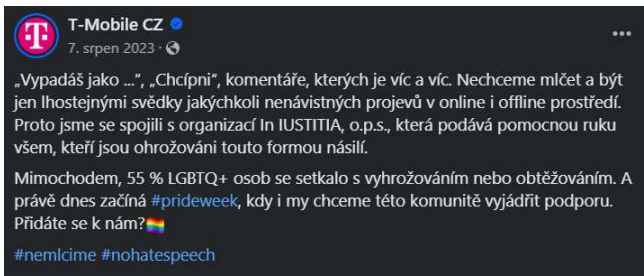 T-Mobile CZ
7. srpen 2023 ·
„Vypadáš jako ...“, „Chcípni“, komentáře, kterých je víc a víc. Nechceme mlčet a být
jen lhostejnými svědky jakýchkoli nenávistných projevů v online i offline prostředí.
Proto jsme se spojili s organizací In IUSTITIA, o.p.s., která podává pomocnou ruku
všem, kteří jsou ohrožováni touto formou násilí.
Mimochodem, 55 % LGBTQ+ osob se setkalo s vyhrožováním nebo obtěžováním. A
právě dnes začíná #prideweek, kdy i my chceme této komunitě vyjádřit podporu.
Přidáte se k nám?🏳️‍🌈
#nemlcime #nohatespeech